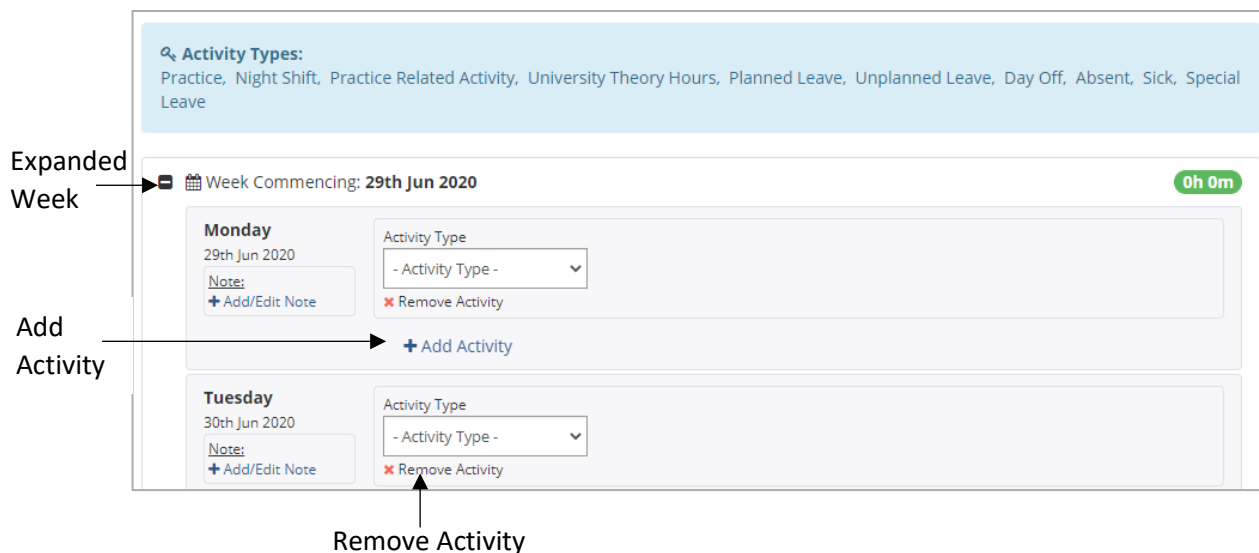 Activity Types:
Practice, Night Shift, Practice Related Activity, University Theory Hours, Planned Leave, Unplanned Leave, Day Off, Absent, Sick, Special
Leave
Expanded
Week
Week Commencing: 29th Jun 2020
0h 0m
Monday
29th Jun 2020
Note:
Add/Edit Note
Activity Type
- Activity Type -
Remove Activity
Add
Activity
Add Activity
Tuesday
30th Jun 2020
Note:
Add/Edit Note
Activity Type
- Activity Type -
Remove Activity
Remove Activity